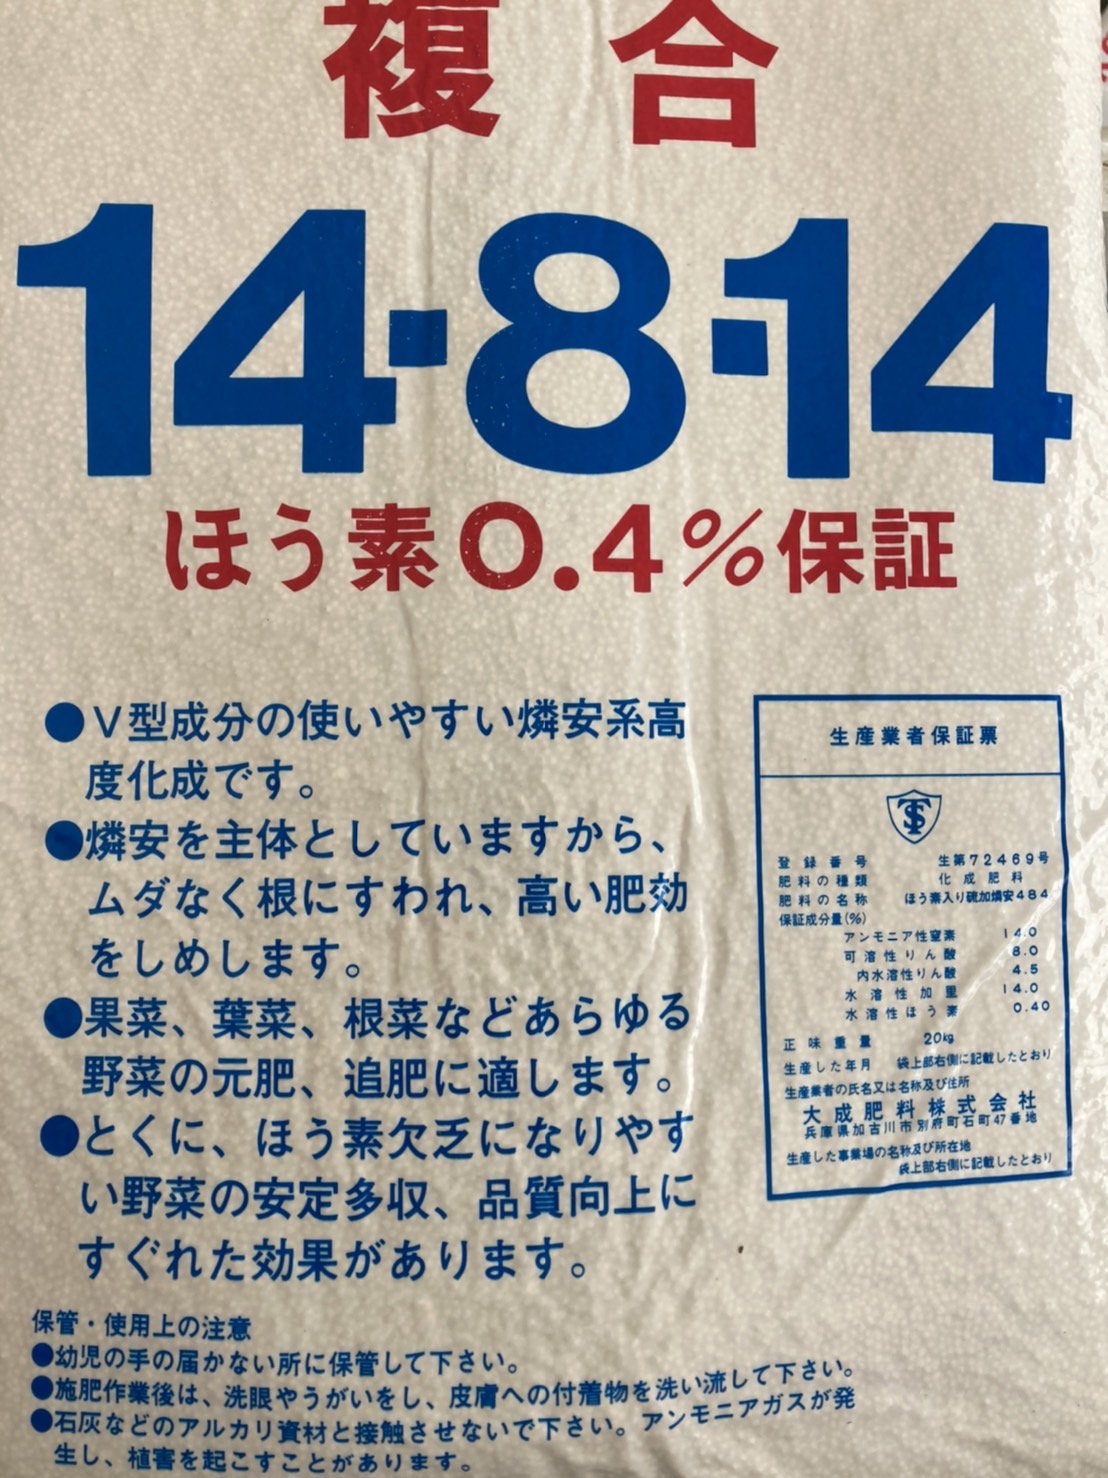 複合
14-8-14
ほう素0.4%保証
●V型成分の使いやすい燐安系高
度化成です。
●燐安を主体としていますから、
ムダなく根にすわれ、高い肥効
をしめします。
●果菜、葉菜、根菜などあらゆる
野菜の元肥、追肥に適します。
●とくに、ほう素欠乏になりやす
い野菜の安定多収、品質向上に
すぐれた効果があります。
生産業者保証票
登録番号 生第72469号
肥料の種類 化成肥料
肥料の名称 ほう素入り硫加燐安484
保証成分量(%)
アンモニア性窒素 14.0
可溶性りん酸 8.0
内水溶性りん酸 4.5
水溶性加里 14.0
水溶性ほう素 0.40
正味重量 20kg
生産した年月 袋上部右側に記載したとおり
生産業者の氏名又は名称及び住所
大成肥料株式会社
兵庫県加古川市別府町石町47番地
生産した事業場の名称及び所在地
袋上部右側に記載したとおり
保管・使用上の注意
●幼児の手の届かない所に保管して下さい。
●施肥作業後は、洗眼やうがいをし、皮膚への付着物を洗い流して下さい。
●石灰などのアルカリ資材と接触させないで下さい。アンモニアガスが発
生し、植害を起こすことがあります。